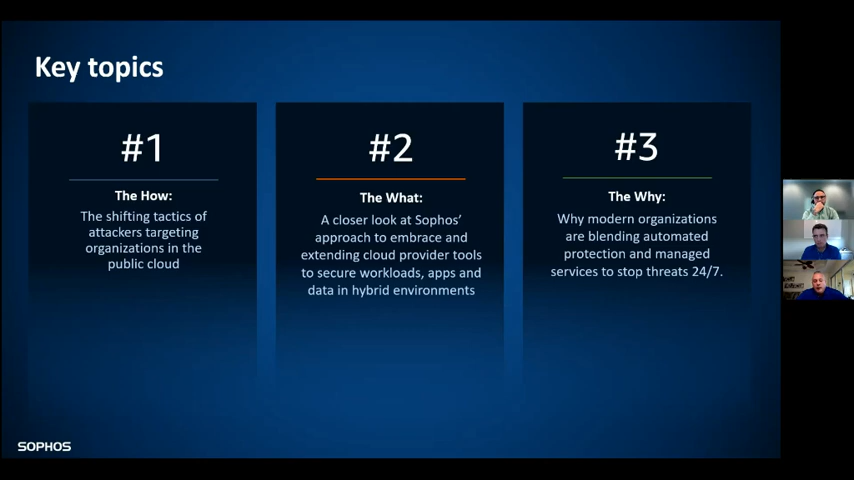 Key topics
#1
The How:
The shifting tactics of
attackers targeting
organizations in the
public cloud
#2
The What:
A closer look at Sophos'
approach to embrace and
extending cloud provider tools
to secure workloads, apps and
data in hybrid environments
#3
The Why:
Why modern organizations
are blending automated
protection and managed
services to stop threats 24/7.
SOPHOS